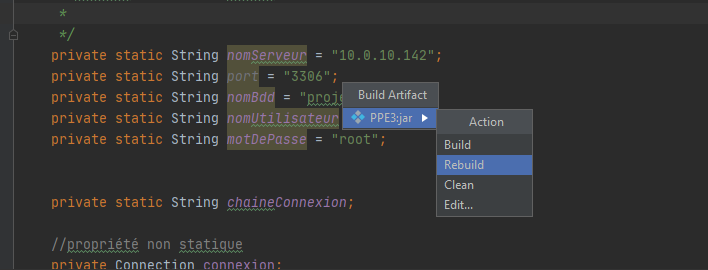 *
*/
private static String nomServeur = "10.0.10.142";
private static String port = "3306";
private static String nomBdd = "proje
private static String nomUtilisateur
private static String motDePasse = "root";
private static String chaineConnexion;
//propriété non statique
private Connection connexion;
Build Artifact
PPE3:jar
Action
Build
Rebuild
Clean
Edit...